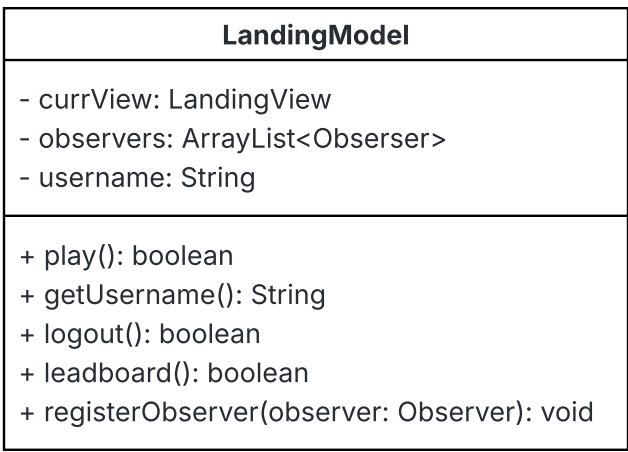 LandingModel
- currView: LandingView
- observers: ArrayList<Obserser>
- username: String
+ play(): boolean
+ getUsername(): String
+ logout(): boolean
+ leadboard(): boolean
+ registerObserver(observer: Observer): void